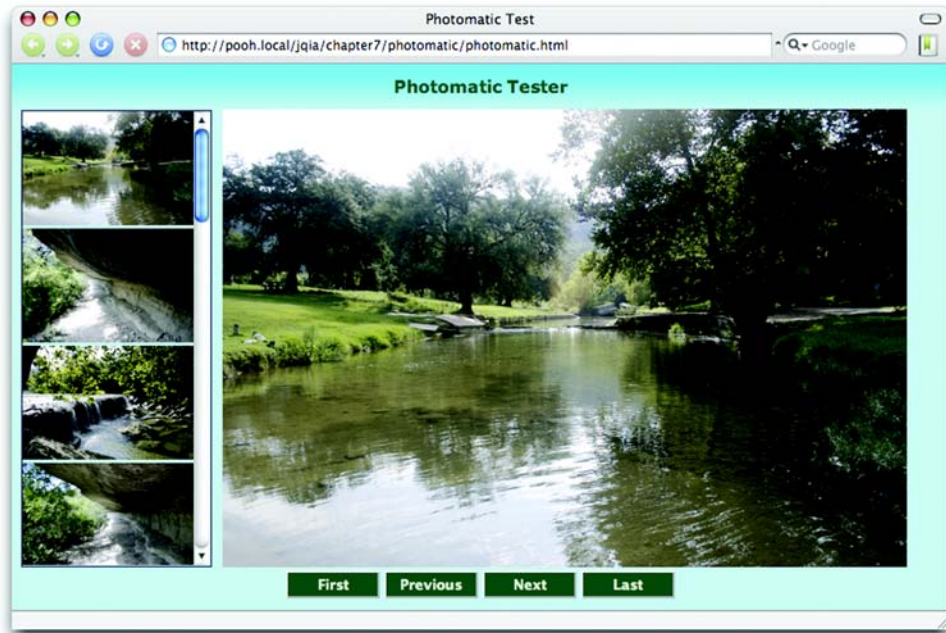 Photomatic Test
http://pooh.local/jqia/chapter7/photomatic/photomatic.html
Google
Photomatic Tester
First
Previous
Next
Last